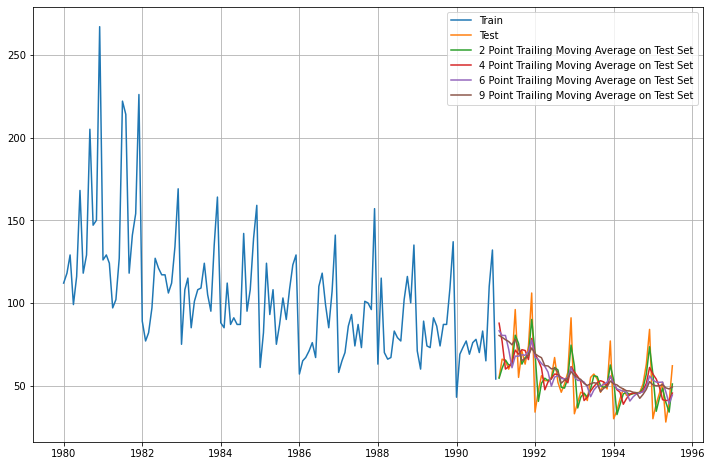 Train
Test
2 Point Trailing Moving Average on Test Set
4 Point Trailing Moving Average on Test Set
6 Point Trailing Moving Average on Test Set
9 Point Trailing Moving Average on Test Set
250
200
150
100
50
1980 1982 1984 1986 1988 1990 1992 1994 1996